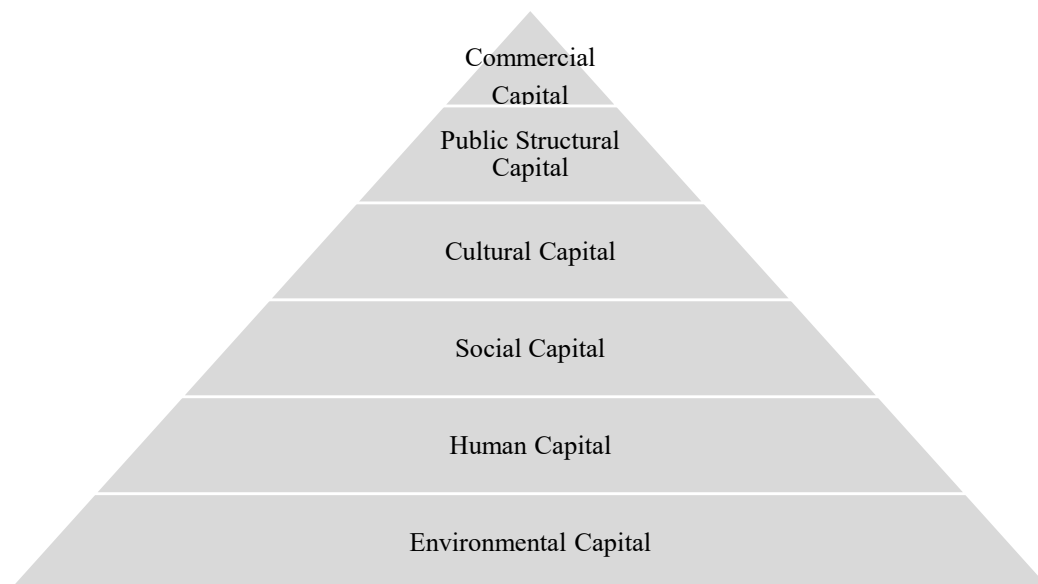 Commercial
Capital
Public Structural
Capital
Cultural Capital
Social Capital
Human Capital
Environmental Capital